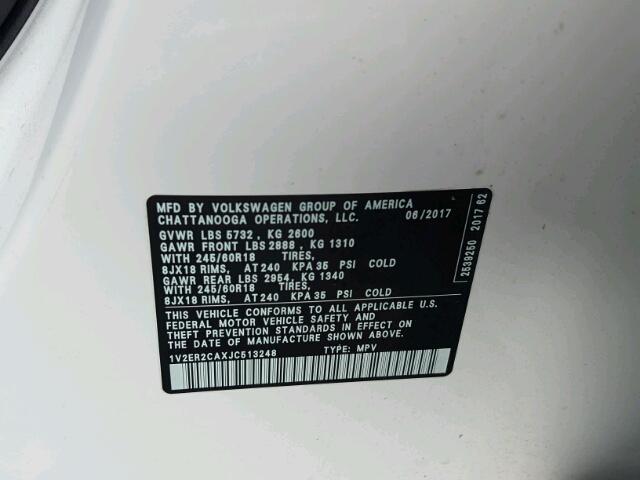 MFD BY VOLKSWAGEN GROUP OF AMERICA
CHATTANOOGA OPERATIONS, LLC. 06/2017
GVWR LBS 5732 , KG 2600
GAWR FRONT LBS 2888 , KG 1310
WITH 245/60R18 TIRES,
8JX18 RIMS, AT 240 KPA 35 PSI COLD
GAWR REAR LBS 2954, KG 1340
WITH 245/60R18 TIRES,
8JX18 RIMS, AT 240 KPA 35 PSI COLD
THIS VEHICLE CONFORMS TO ALL APPLICABLE U.S.
FEDERAL MOTOR VEHICLE SAFETY AND
THEFT PREVENTION STANDARDS IN EFFECT ON
THE DATE OF MANUFACTURE SHOWN ABOVE.
1V2ER2CAXJC513248 TYPE: MPV
2539250 2017 62